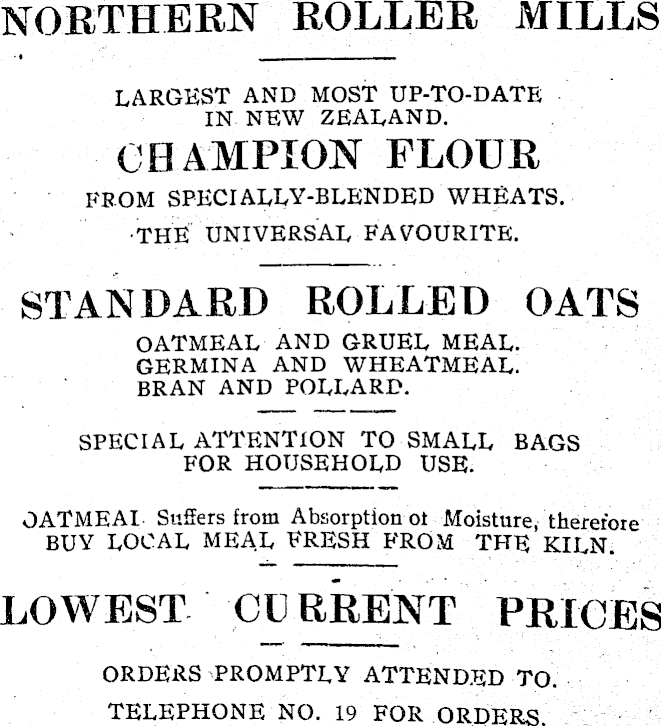 NORTHERN ROLLER MILLS
LARGEST AND MOST UP-TO-DATE
IN NEW ZEALAND.
CHAMPION FLOUR
FROM SPECIALLY-BLENDED WHEATS.
THE UNIVERSAL FAVOURITE.
STANDARD ROLLED OATS
OATMEAL AND GRUEL MEAL.
GERMINA AND WHEATMEAL.
BRAN AND POLLARD.
SPECIAL ATTENTION TO SMALL BAGS
FOR HOUSEHOLD USE.
OATMEAL Suffers from Absorption of Moisture, therefore
BUY LOCAL MEAL FRESH FROM THE KILN.
LOWEST CURRENT PRICES
ORDERS PROMPTLY ATTENDED TO.
TELEPHONE NO. 19 FOR ORDERS.